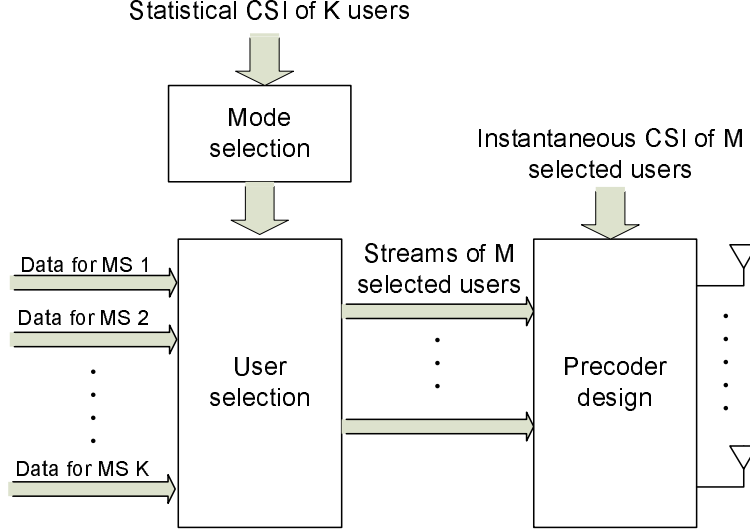 Statistical CSI of K users
Mode
selection
Instantaneous CSI of M
selected users
Data for MS 1
Data for MS 2
Data for MS K
User
selection
Streams of M
selected users
Precoder
design